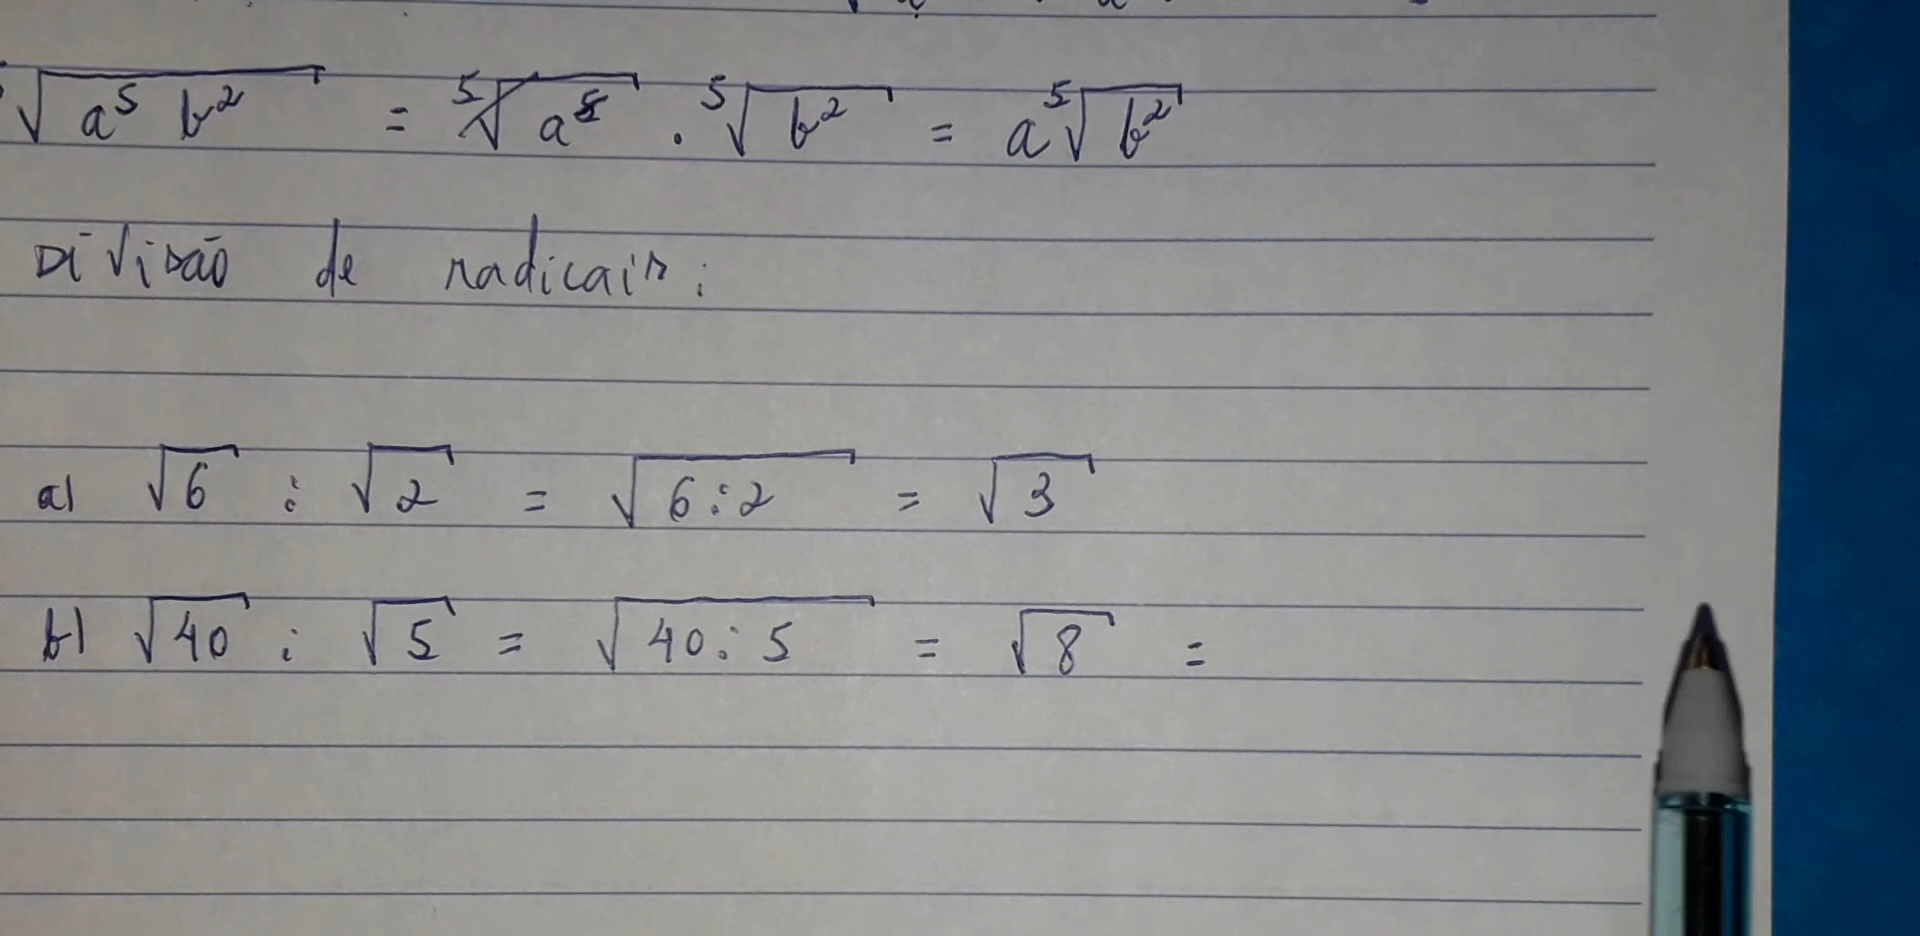 √(a⁵ b²) = ⁵√(a⁵) . ⁵√(b²) = a ⁵√(b²)
Divisão de radicais:
a) √6 : √2 = √(6:2) = √3
b) √40 : √5 = √(40:5) = √8 =